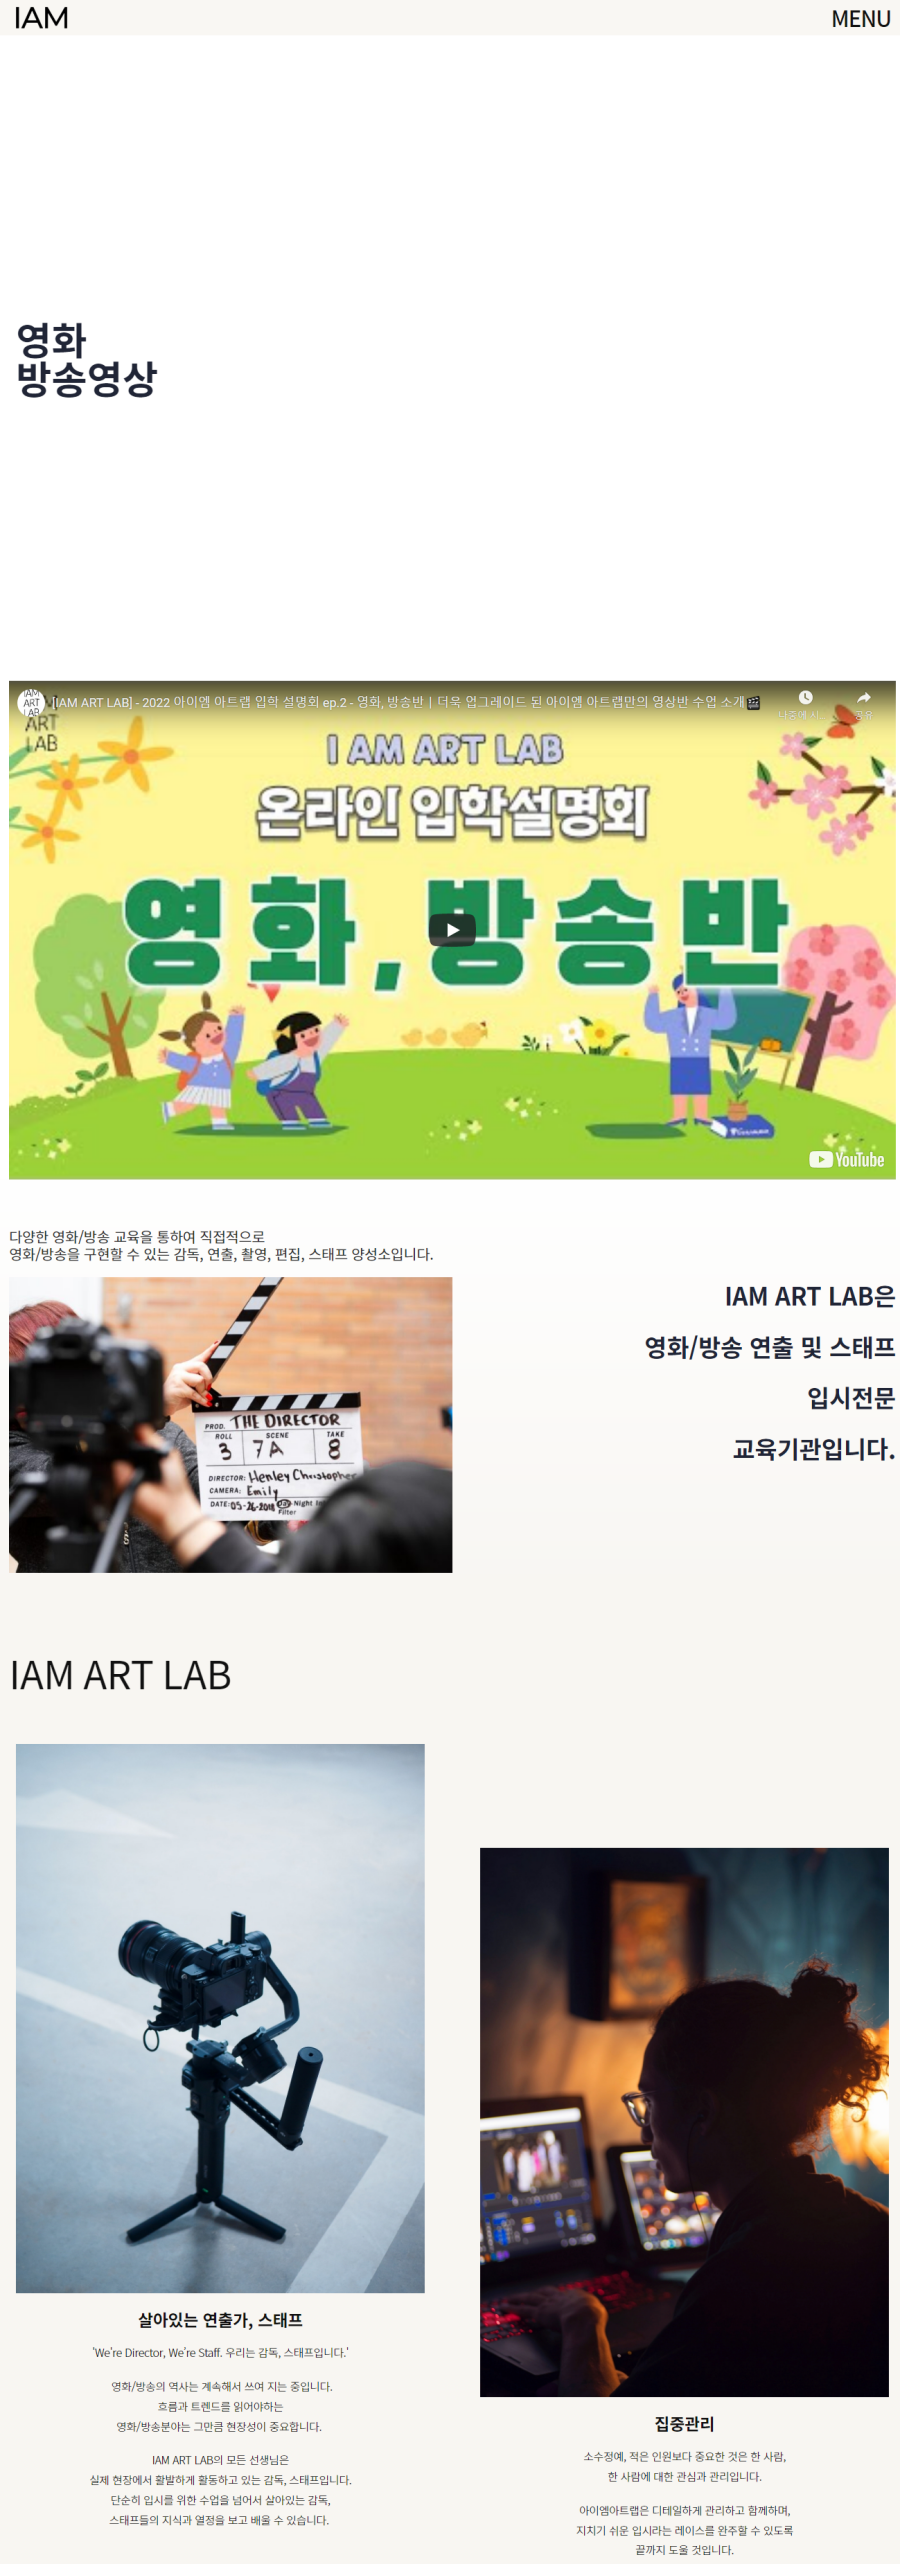 IAM
MENU
영화
방송영상
IAM
ART
LAB
[IAM ART LAB] - 2022 아이엠 아트랩 입학 설명회 ep.2 - 영화, 방송반ㅣ더욱 업그레이드 된 아이엠 아트랩만의 영상반 수업 소개🎬
나중에 시...
공유
ART
LAB
I AM ART LAB
온라인 입학설명회
영화, 방송반
YouTube
다양한 영화/방송 교육을 통하여 직접적으로
영화/방송을 구현할 수 있는 감독, 연출, 촬영, 편집, 스태프 양성소입니다.
PROD. THE DIRECTOR
ROLL SCENE TAKE
3 7A 8
DIRECTOR: Henley Christopher
CAMERA: Emily
DATE: 05-26-2018 Day Night Int
Filter
IAM ART LAB은
영화/방송 연출 및 스태프
입시전문
교육기관입니다.
IAM ART LAB
살아있는 연출가, 스태프
'We're Director, We're Staff. 우리는 감독, 스태프입니다.'
영화/방송의 역사는 계속해서 쓰여 지는 중입니다.
흐름과 트렌드를 읽어야하는
영화/방송분야는 그만큼 현장성이 중요합니다.
IAM ART LAB의 모든 선생님은
실제 현장에서 활발하게 활동하고 있는 감독, 스태프입니다.
단순히 입시를 위한 수업을 넘어서 살아있는 감독,
스태프들의 지식과 열정을 보고 배울 수 있습니다.
집중관리
소수정예, 적은 인원보다 중요한 것은 한 사람,
한 사람에 대한 관심과 관리입니다.
아이엠아트랩은 디테일하게 관리하고 함께하며,
지치기 쉬운 입시라는 레이스를 완주할 수 있도록
끝까지 도울 것입니다.